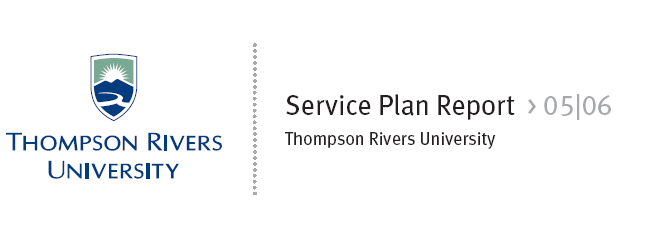 THOMPSON RIVERS
UNIVERSITY
Service Plan Report > 05|06
Thompson Rivers University